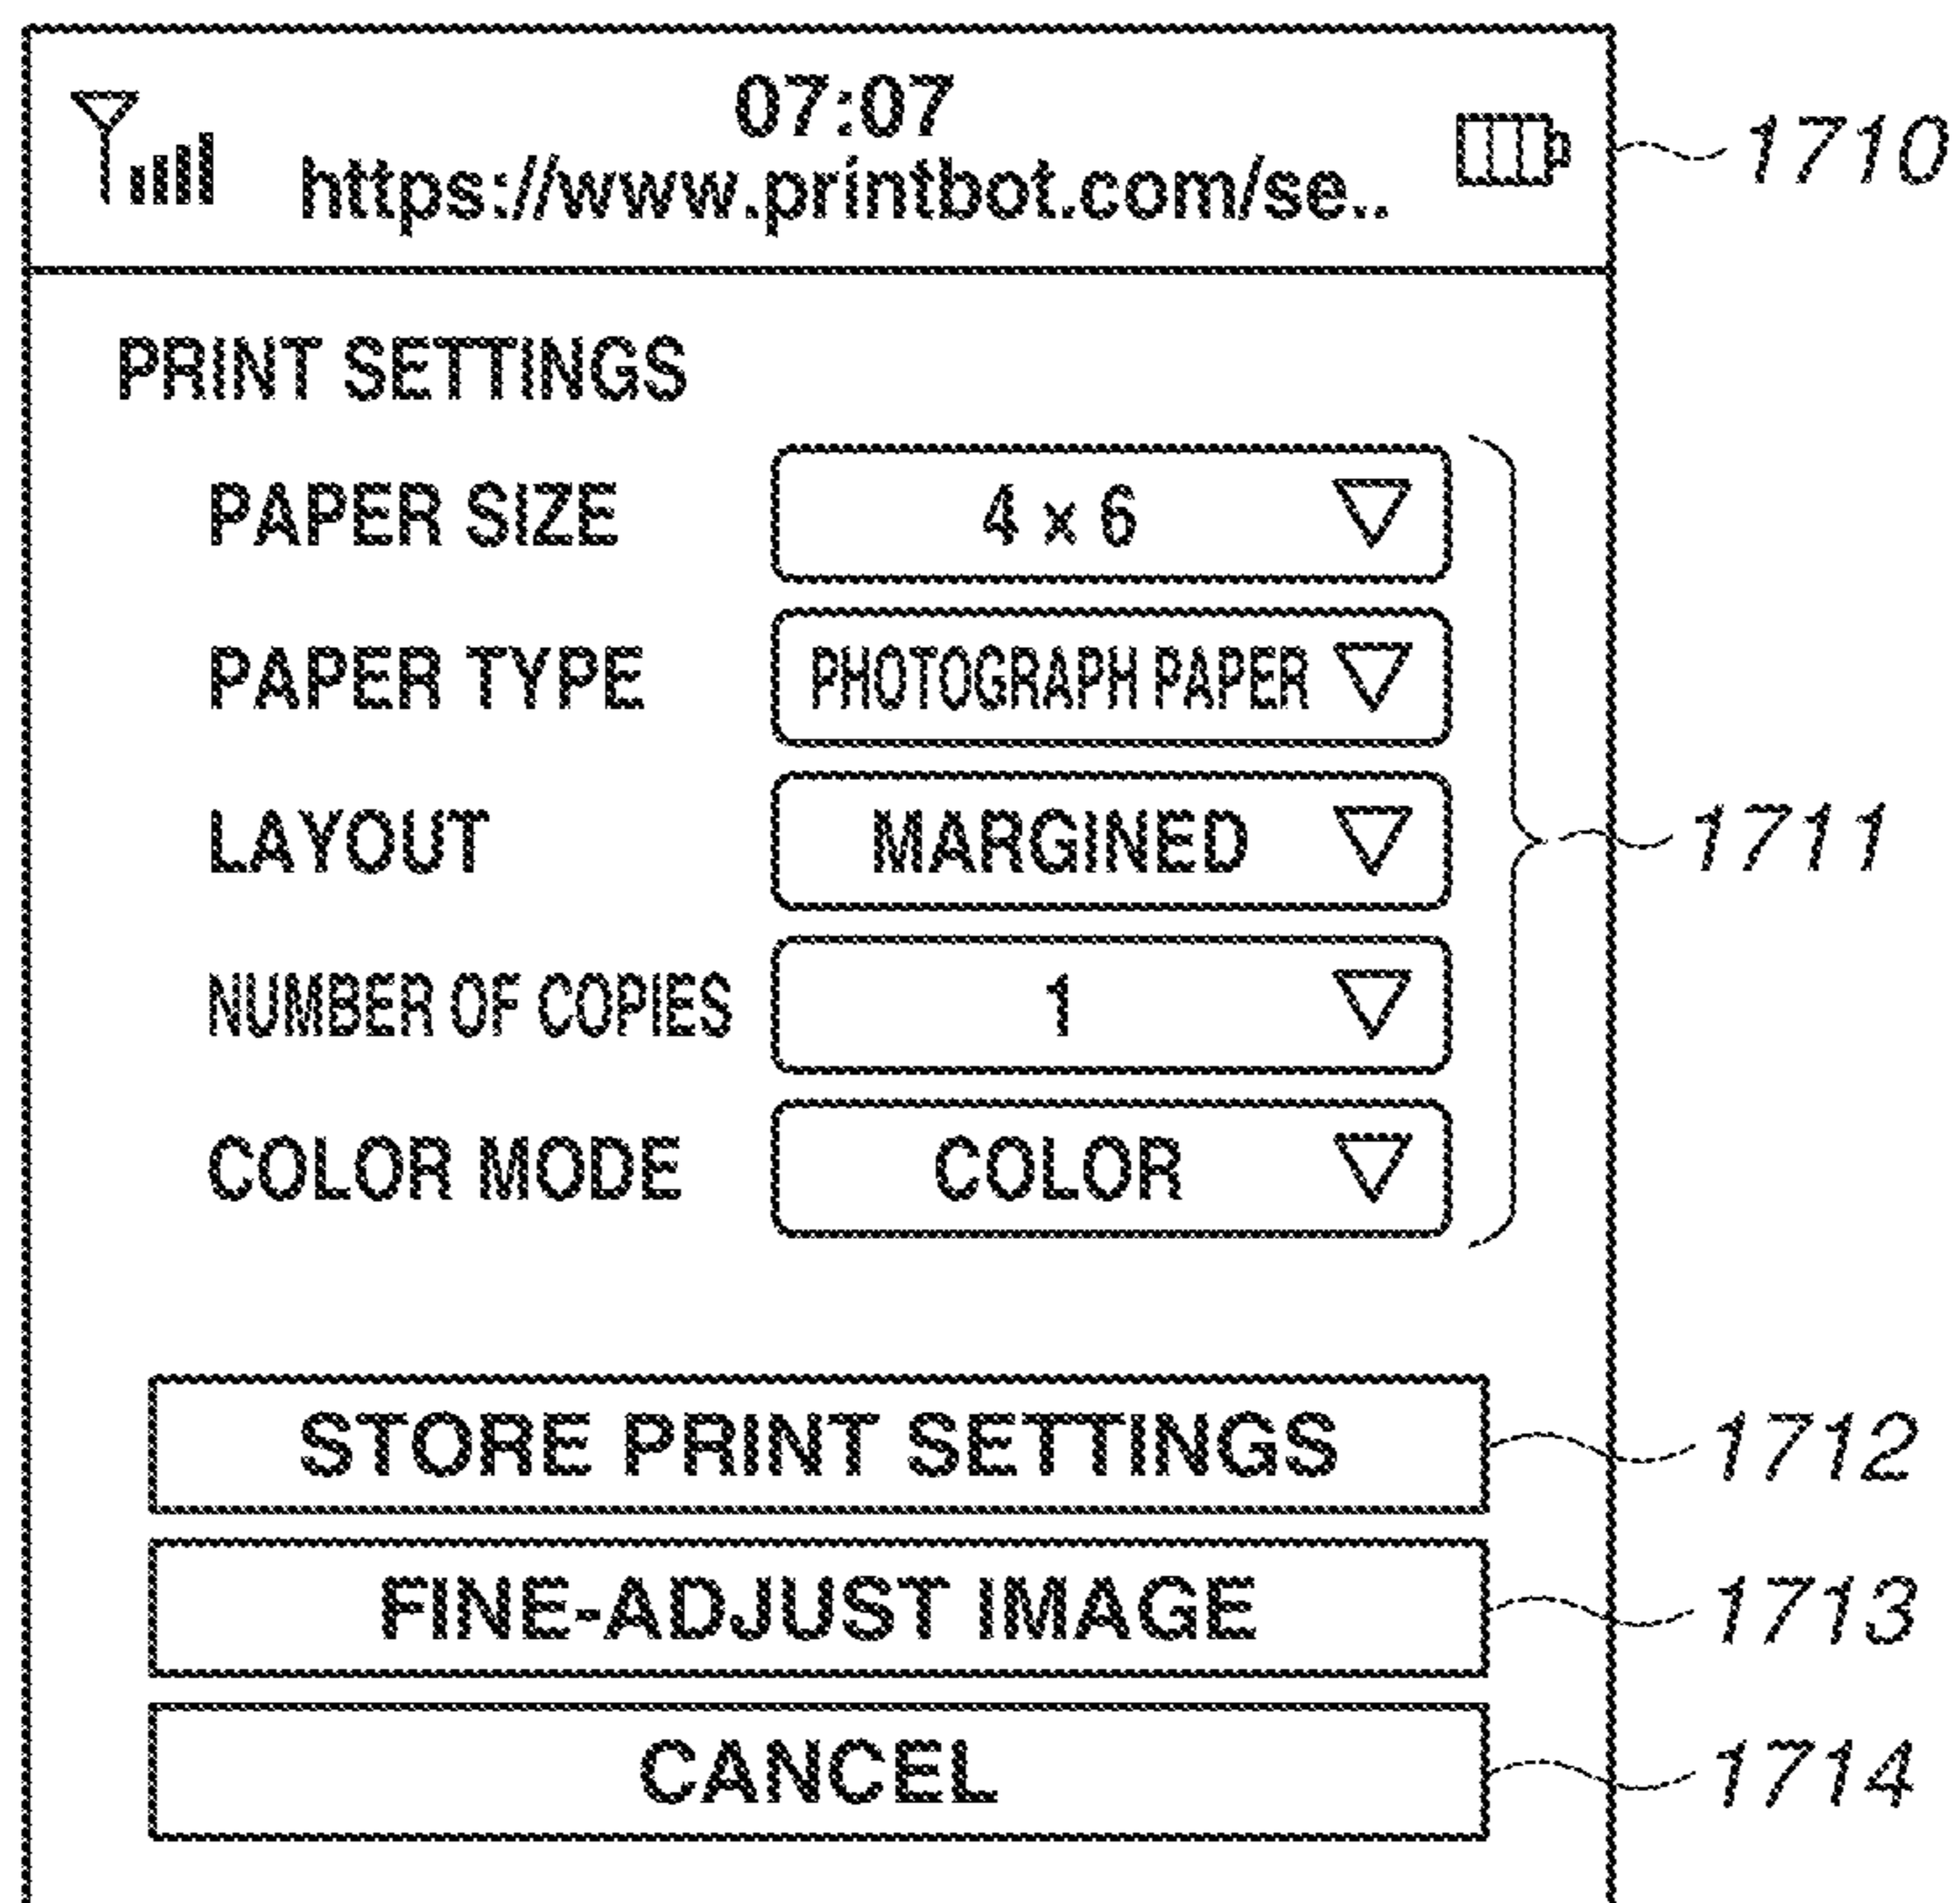 07:07
https://www.printbot.com/se..
1710
PRINT SETTINGS
PAPER SIZE 4 × 6
PAPER TYPE PHOTOGRAPH PAPER
LAYOUT MARGINED
1711
NUMBER OF COPIES 1
COLOR MODE COLOR
STORE PRINT SETTINGS 1712
FINE-ADJUST IMAGE 1713
CANCEL 1714